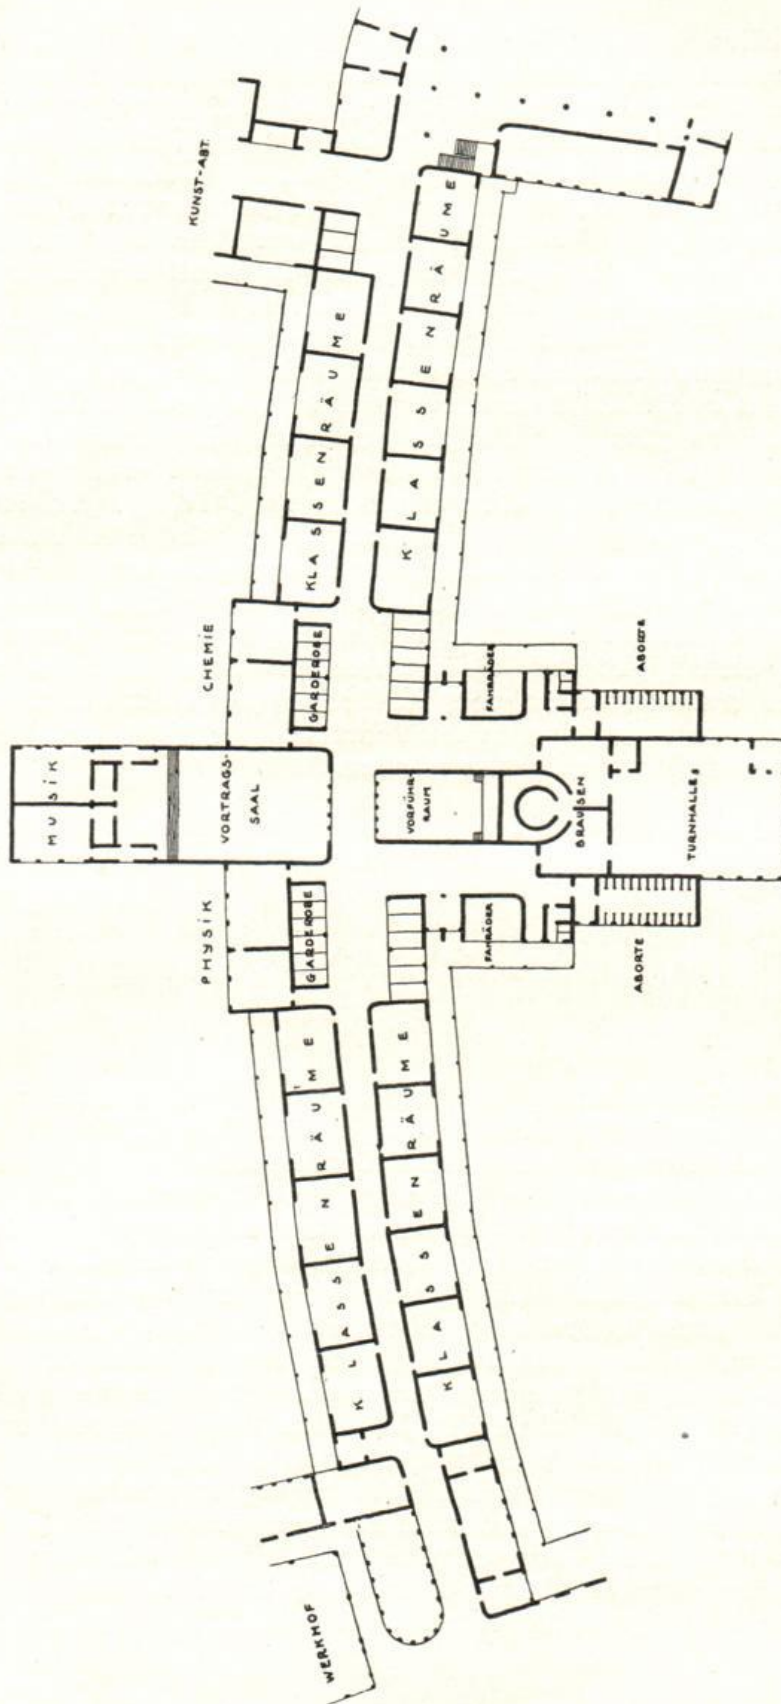 KUNST-ABT.
KLASSENRÄUME
KLASSENRÄUME
CHEMIE
GARDEROBE
FAHRRÄDER
ABORTE
MUSIK
VORTRAGS-
SAAL
VORFÜHR-
RAUM
BRAUSEN
TURNHALLE
PHYSIK
GARDEROBE
FAHRRÄDER
ABORTE
KLASSENRÄUME
KLASSENRÄUME
WERKHOF